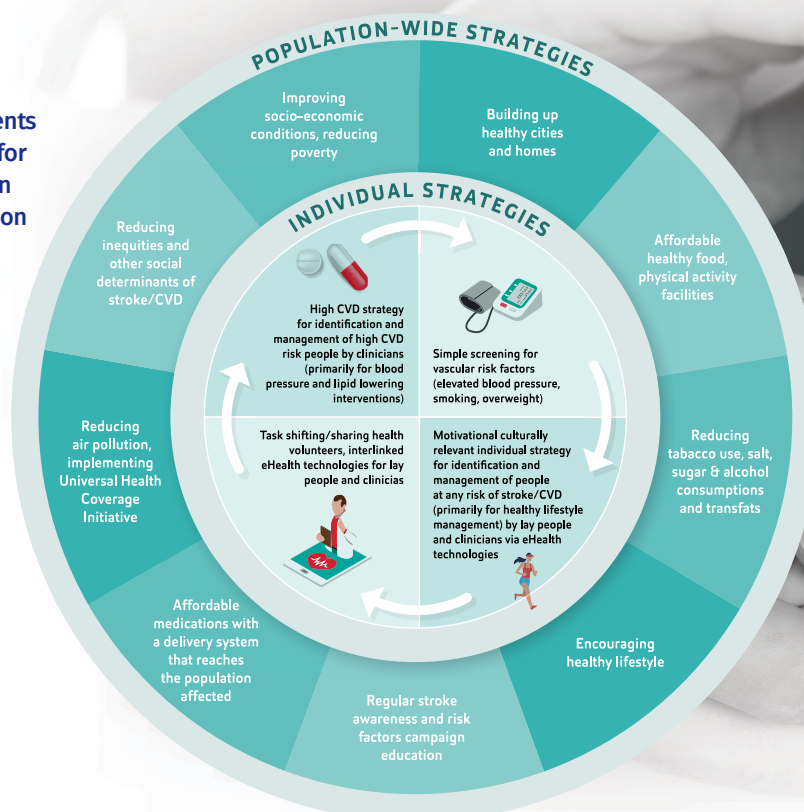 POPULATION-WIDE STRATEGIES
ents
for
n
on
Improving
socio-economic
conditions, reducing
poverty
Building up
healthy cities
and homes
Affordable
healthy food,
physical activity
facilities
Reducing
tobacco use, salt,
sugar & alcohol
consumptions
and transfats
Encouraging
healthy lifestyle
Regular stroke
awareness and risk
factors campaign
education
Affordable
medications with
a delivery system
that reaches
the population
affected
Reducing
air pollution,
implementing
Universal Health
Coverage
Initiative
Reducing
inequities and
other social
determinants of
stroke/CVD
INDIVIDUAL STRATEGIES
High CVD strategy
for identification and
management of high CVD
risk people by clinicians
(primarily for blood
pressure and lipid lowering
interventions)
Simple screening for
vascular risk factors
(elevated blood pressure,
smoking, overweight)
Motivational culturally
relevant individual strategy
for identification and
management of people
at any risk of stroke/CVD
(primarily for healthy lifestyle
management) by lay people
and clinicians via eHealth
technologies
Task shifting/sharing health
volunteers, interlinked
eHealth technologies for lay
people and clinicias